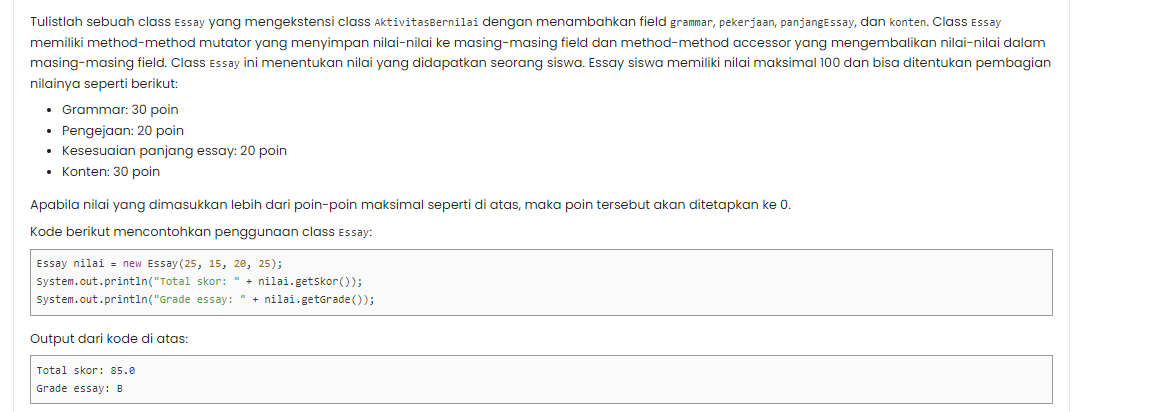 Tulistlah sebuah class Essay yang mengekstensi class AktivitasBernilai dengan menambahkan field grammar, pekerjaan, panjangEssay, dan konten. Class Essay
memiliki method-method mutator yang menyimpan nilai-nilai ke masing-masing field dan method-method accessor yang mengembalikan nilai-nilai dalam
masing-masing field. Class Essay ini menentukan nilai yang didapatkan seorang siswa. Essay siswa memiliki nilai maksimal 100 dan bisa ditentukan pembagian
nilainya seperti berikut:
• Grammar: 30 poin
• Pengejaan: 20 poin
• Kesesuaian panjang essay: 20 poin
• Konten: 30 poin
Apabila nilai yang dimasukkan lebih dari poin-poin maksimal seperti di atas, maka poin tersebut akan ditetapkan ke 0.
Kode berikut mencontohkan penggunaan class Essay:
Essay nilai = new Essay(25, 15, 20, 25);
System.out.println("Total skor: " + nilai.getSkor());
System.out.println("Grade essay: " + nilai.getGrade());
Output dari kode di atas:
Total skor: 85.0
Grade essay: B